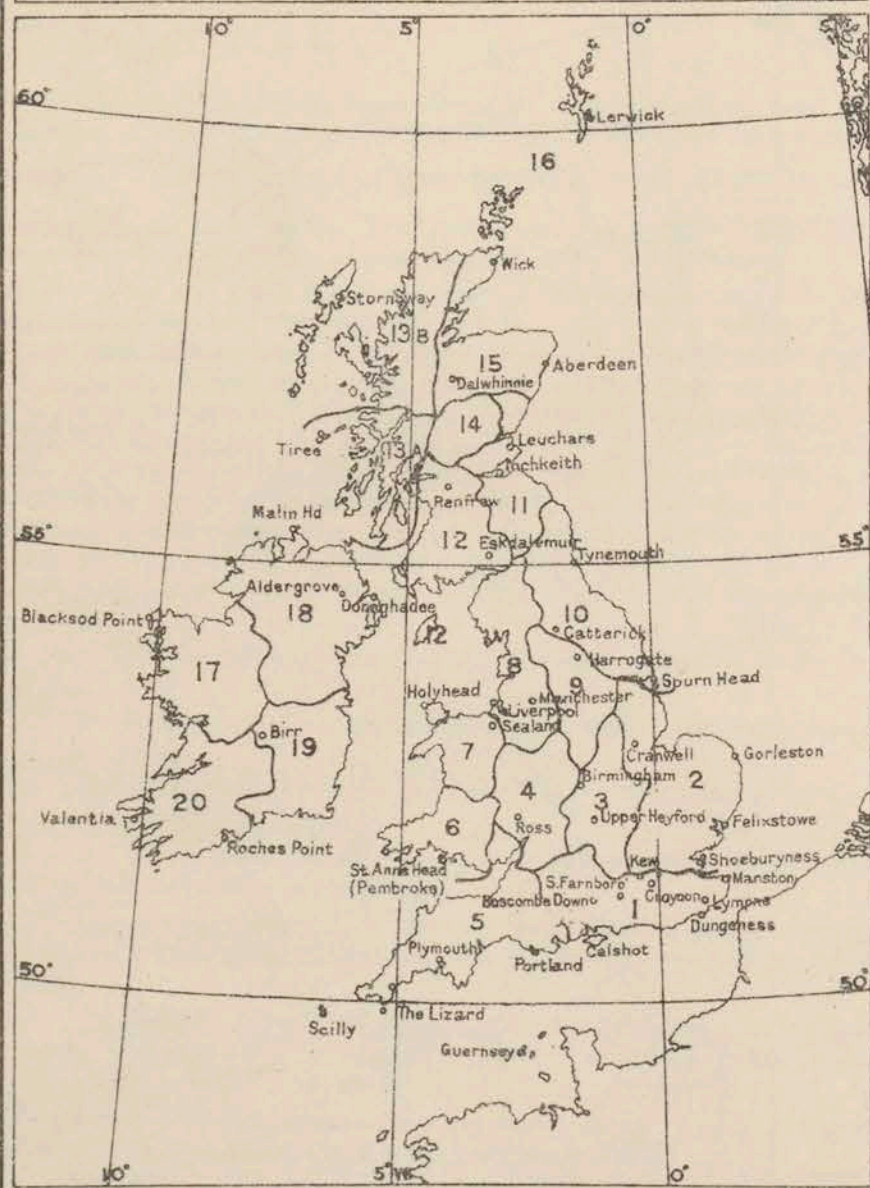 10°
5°
0°
60°
60°
Lerwick
16
Wick
Stornoway
13 B
15
Aberdeen
Dalwhinnie
14
Leuchars
Tiree
13 A
Inchkeith
Renfrew
11
Malin Hd
55°
12
Eskdalemuir
Tynemouth
55°
Aldergrove
18
Donaghadee
Blacksod Point
10
Catterick
12
17
Harrogate
8
9
Spurn Head
Holyhead
Manchester
Liverpool
Birr
Sealand
19
7
Cranwell
Gorleston
Birmingham
2
4
20
3
Valentia
Ross
Upper Heyford
Felixstowe
6
Roches Point
St. Anns Head
(Pembroke)
Kew
Shoeburyness
S. Farnboro'
Manston
Boscombe Down
Croydon
Lympne
1
Dungeness
5
Calshot
Plymouth
Portland
50°
50°
Scilly
The Lizard
Guernsey
10°
5°W
0°